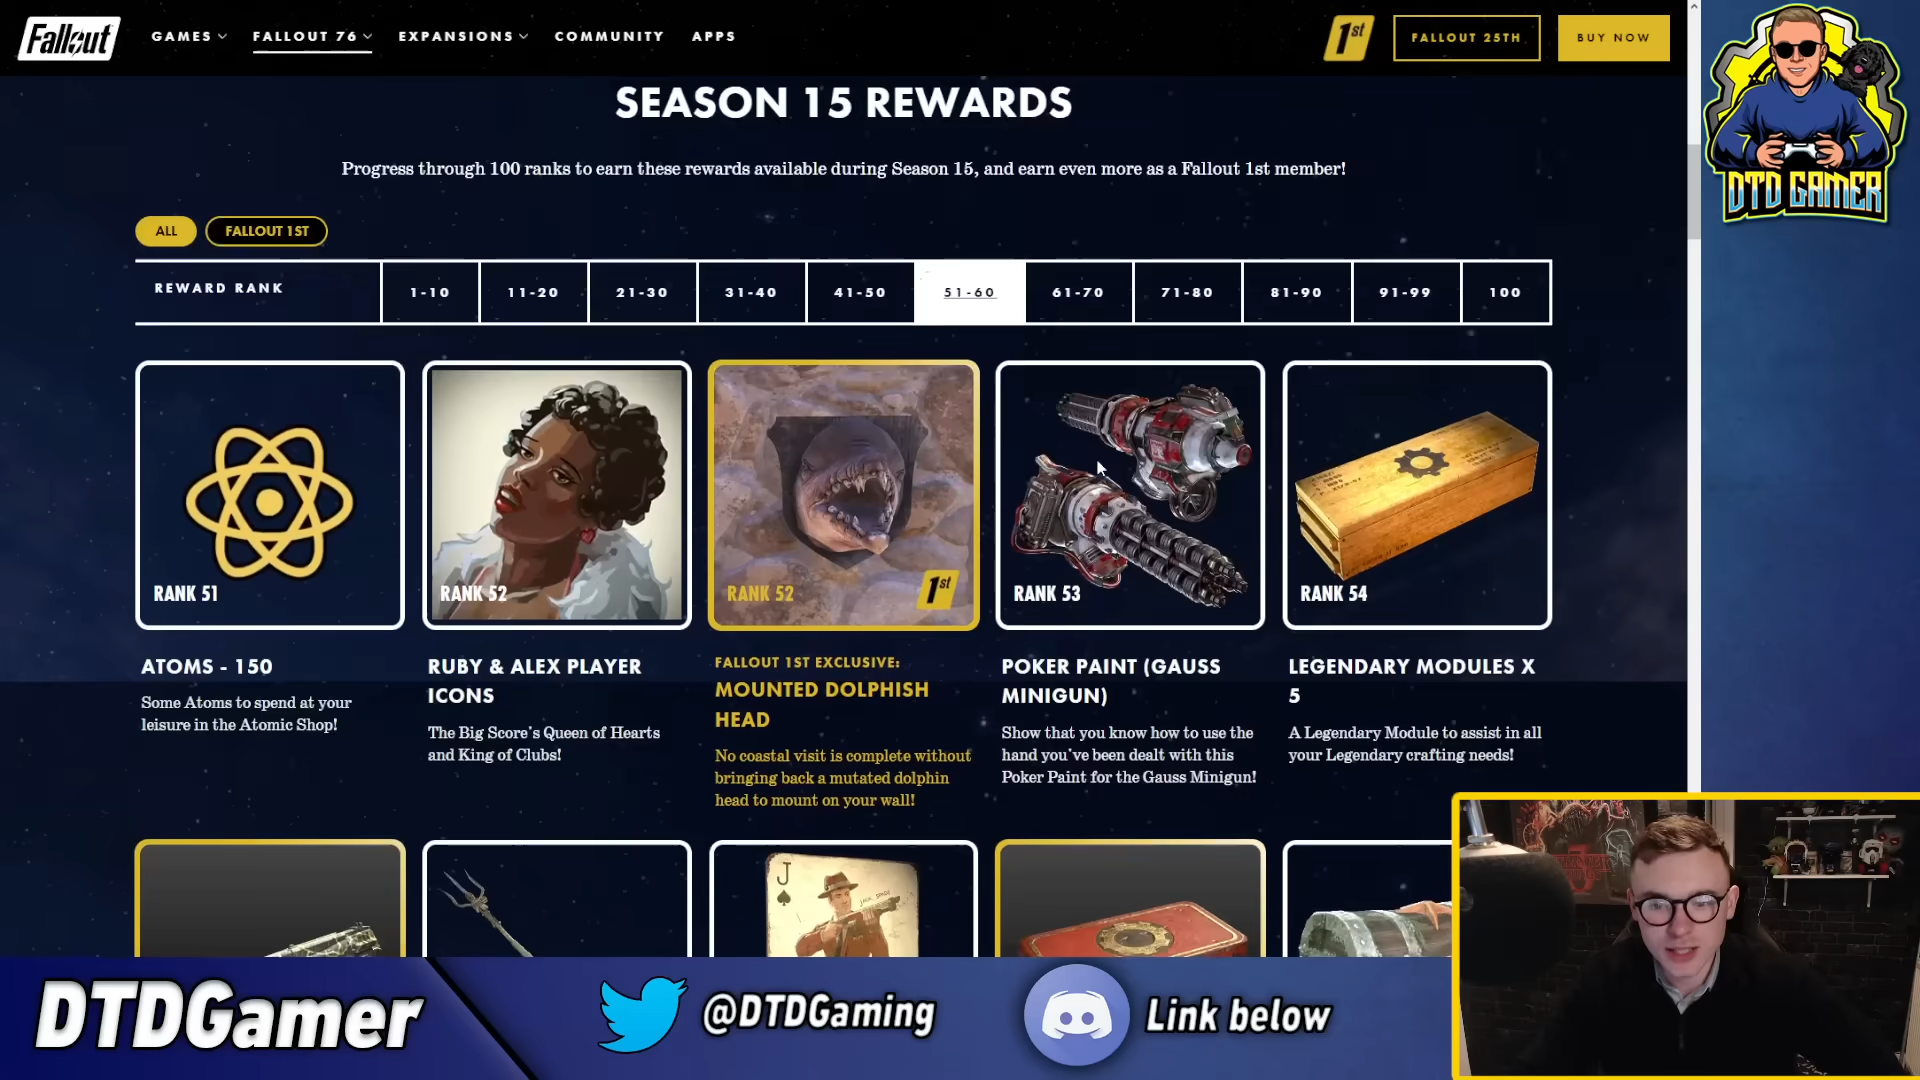 Fallout
GAMES
FALLOUT 76
EXPANSIONS
COMMUNITY
APPS
1st
FALLOUT 25TH
BUY NOW
DTD GAMER
SEASON 15 REWARDS
Progress through 100 ranks to earn these rewards available during Season 15, and earn even more as a Fallout 1st member!
ALL
FALLOUT 1ST
REWARD RANK
1-10
11-20
21-30
31-40
41-50
51-60
61-70
71-80
81-90
91-99
100
RANK 51
RANK 52
RANK 52
1st
RANK 53
RANK 54
ATOMS - 150
Some Atoms to spend at your
leisure in the Atomic Shop!
RUBY & ALEX PLAYER
ICONS
The Big Score's Queen of Hearts
and King of Clubs!
FALLOUT 1ST EXCLUSIVE:
MOUNTED DOLPHISH
HEAD
No coastal visit is complete without
bringing back a mutated dolphin
head to mount on your wall!
POKER PAINT (GAUSS
MINIGUN)
Show that you know how to use the
hand you've been dealt with this
Poker Paint for the Gauss Minigun!
LEGENDARY MODULES X
5
A Legendary Module to assist in all
your Legendary crafting needs!
J
DTDGamer
@DTDGaming
Link below